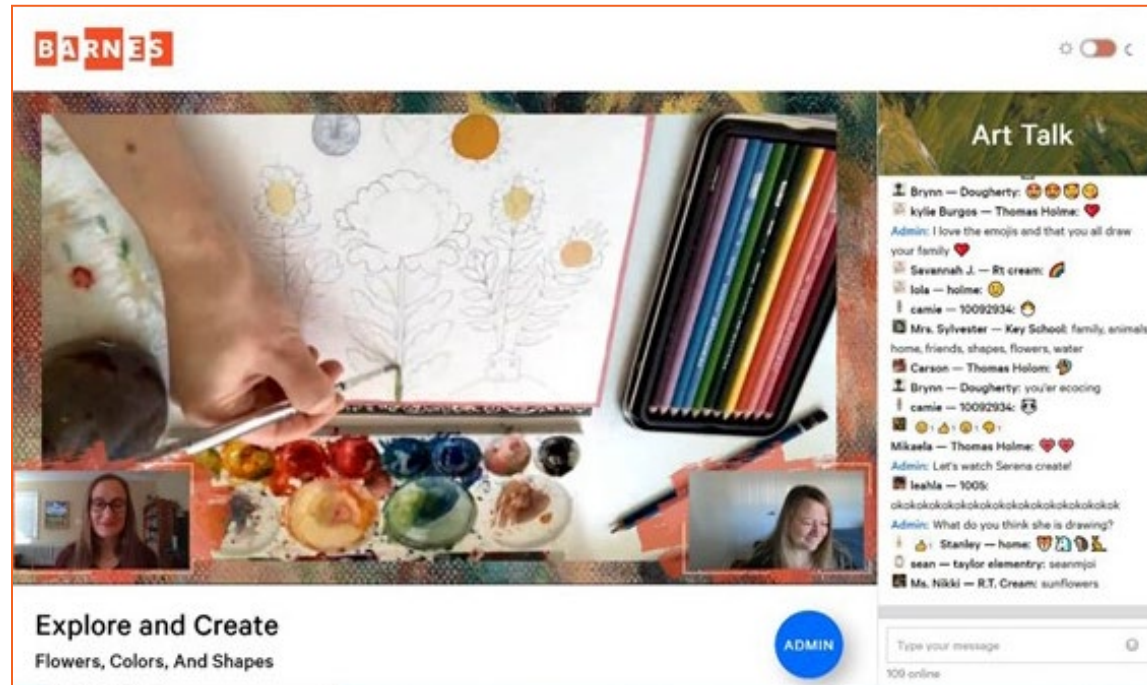 BARNES
Art Talk
Brynn — Dougherty:
kylie Burgos — Thomas Holme:
Admin: I love the emojis and that you all draw
your family
Savannah J. — Rt cream:
lola — holme:
camie — 10092934:
Mrs. Sylvester — Key School: family, animals
home, friends, shapes, flowers, water
Carson — Thomas Holom:
Brynn — Dougherty: you'er ecocing
camie — 10092934:
Mikaela — Thomas Holme:
Admin: Let's watch Serena create!
leahla — 1005:
okokokokokokokokokokokokokokokokokok
Admin: What do you think she is drawing?
Stanley — home:
sean — taylor elementry: seanmjoi
Ms. Nikki — R.T. Cream: sunflowers
Explore and Create
Flowers, Colors, And Shapes
ADMIN
Type your message
109 online